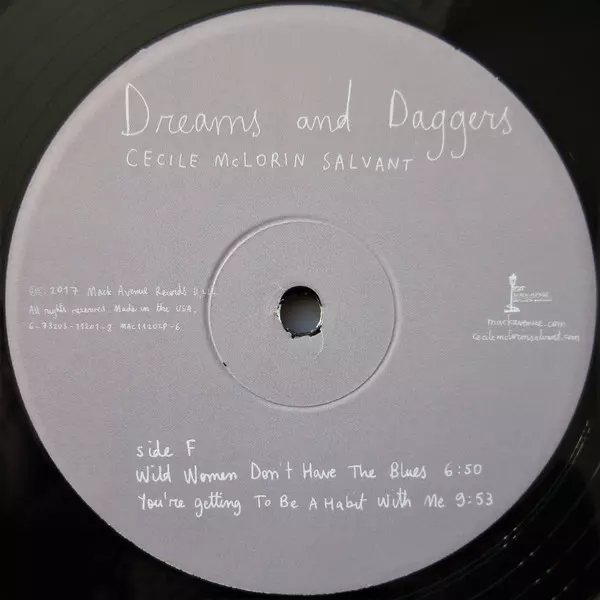 Dreams and Daggers
CECILE McLORIN SALVANT
2017 Mack Avenue Records
All rights reserved. Made in the USA.
MAC1120LP-6
mackavenue.com
cecilemclorinsalvant.com
side F
Wild Women Don't Have The Blues 6:50
You're getting To Be A Habit With Me 9:53